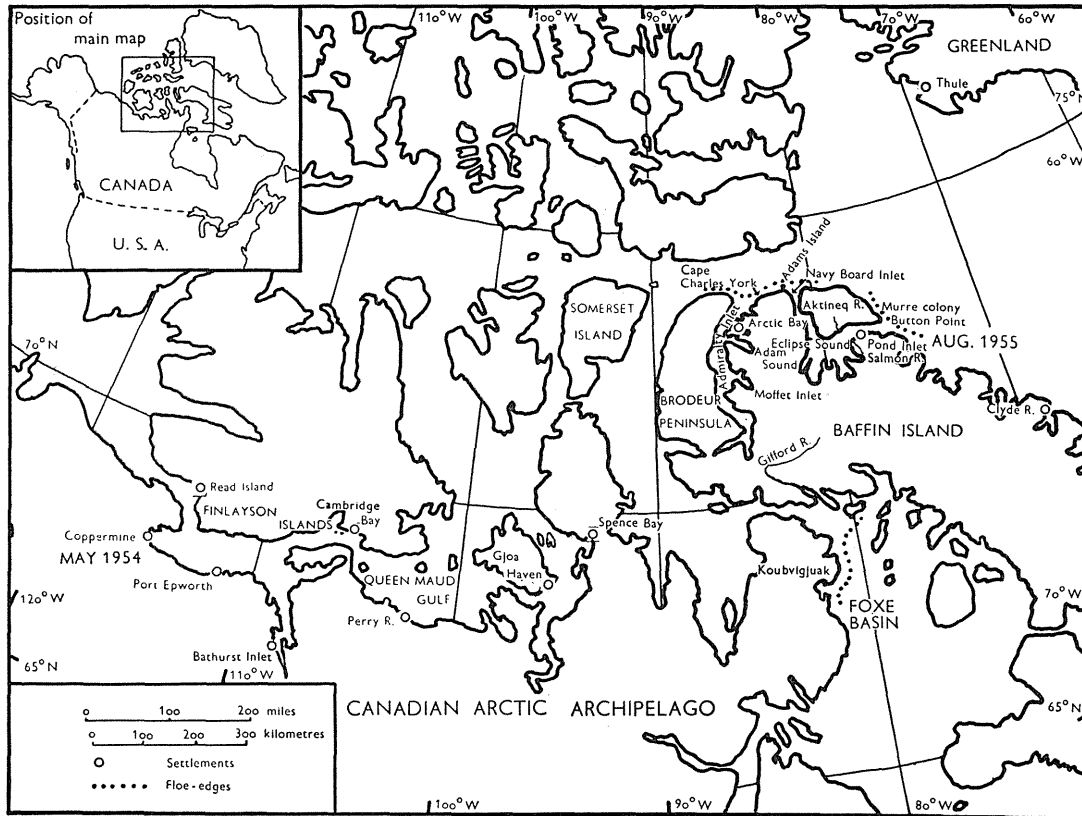 Position of
main map
CANADA
U. S. A.
110°W
100°W
90°W
80°W
70°W
60°W
GREENLAND
Thule
75°N
60°W
Cape
Charles York
Adams Island
Navy Board Inlet
Aktineq R.
Murre colony
Button Point
SOMERSET
ISLAND
Admiralty Inlet
Arctic Bay
Eclipse Sound
Pond Inlet
AUG. 1955
Salmon R.
Adam
Sound
70°N
BRODEUR
PENINSULA
Moffet Inlet
Clyde R.
BAFFIN ISLAND
Gifford R.
Read Island
FINLAYSON
ISLANDS
Cambridge
Bay
Spence Bay
Coppermine
MAY 1954
Port Epworth
Gjoa
Haven
Koubvigjuak
QUEEN MAUD
GULF
FOXE
BASIN
120°W
70°N
Perry R.
Bathurst Inlet
65°N
110°W
0 100 200 miles
0 100 200 300 kilometres
Settlements
Floe-edges
CANADIAN ARCTIC ARCHIPELAGO
65°N
100°W
90°W
80°W